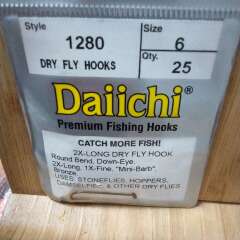 Style
1280
DRY FLY HOOKS
Size
6
Qty.
25
Daiichi®
Premium Fishing Hooks
CATCH MORE FISH!
2X-LONG DRY FLY HOOK
Round Bend, Down-Eye,
2X-Long, 1X-Fine, "Mini-Barb"
Bronze.
USES: STONEFLIES, HOPPERS,
DAMSELFLIES & OTHER DRY FLIES